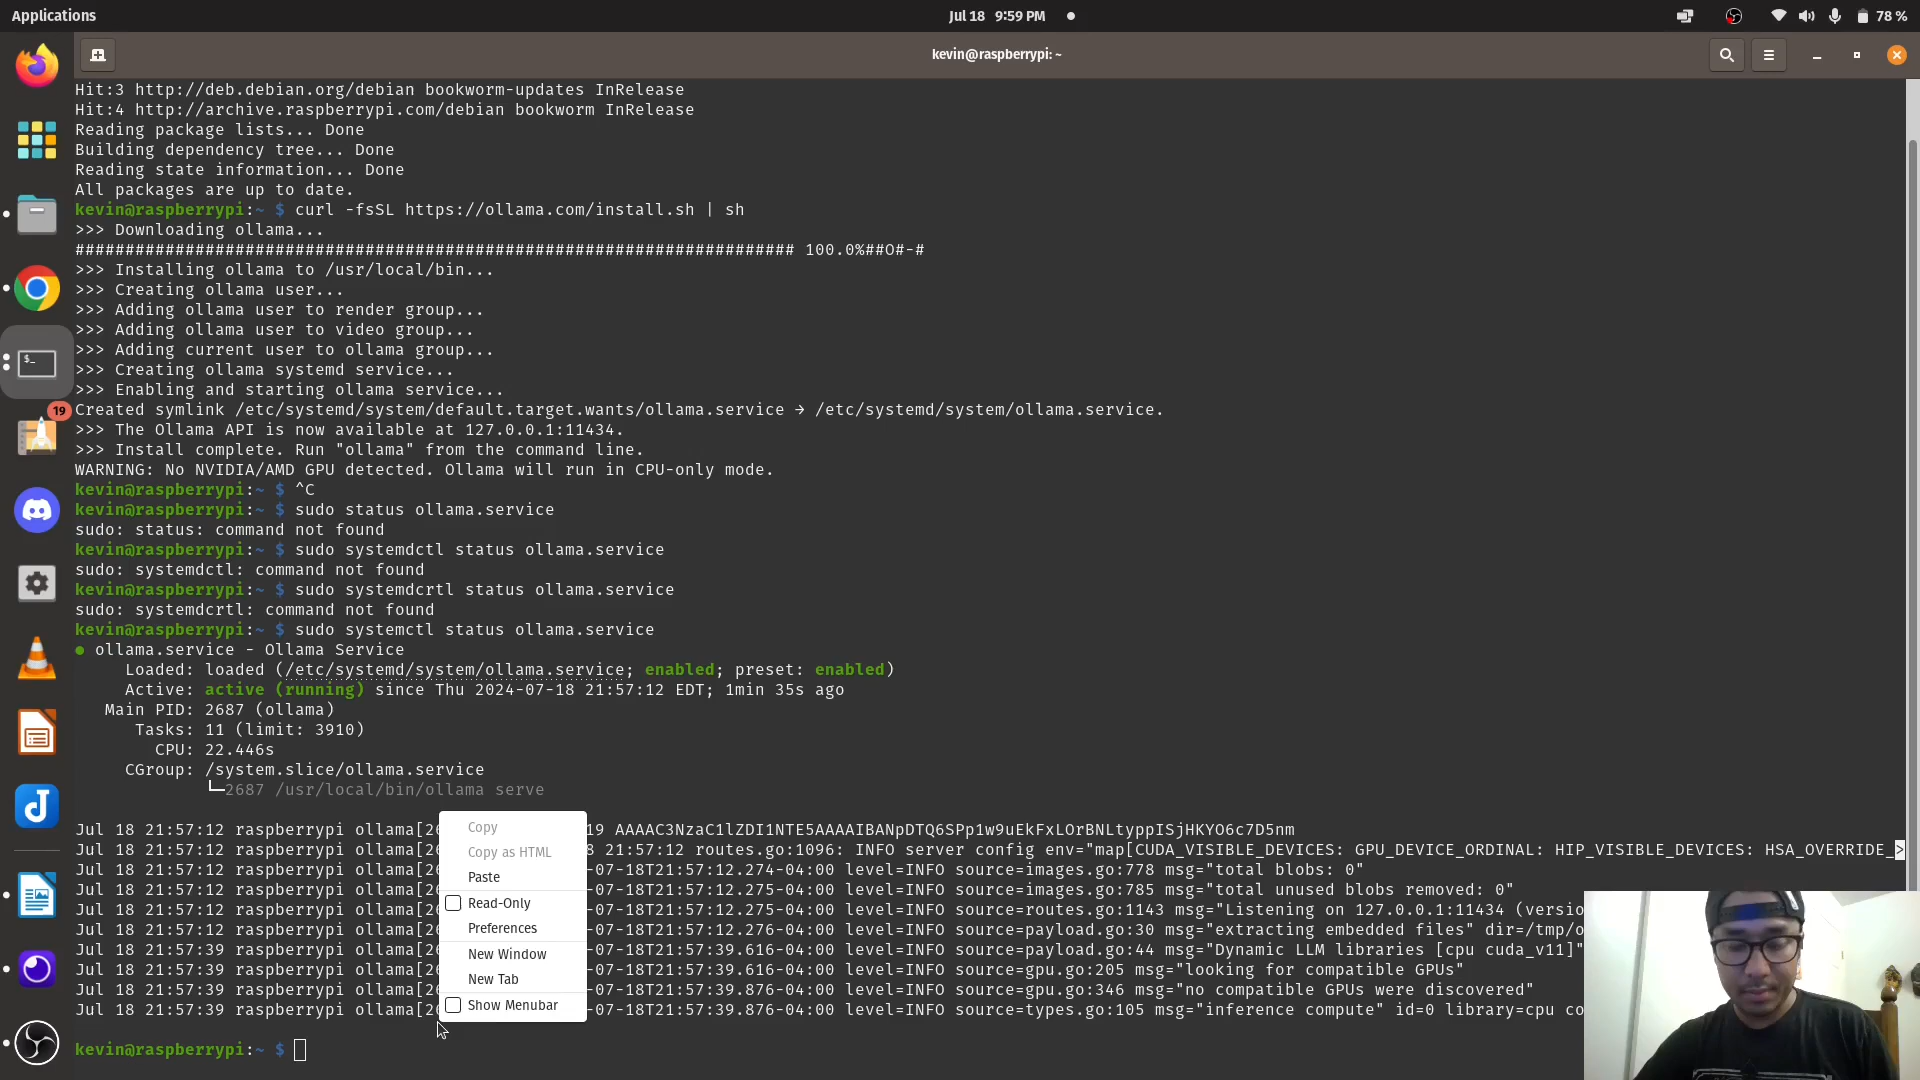 Applications
Jul 18 9:59 PM
78 %
kevin@raspberrypi: ~
Hit:3 http://deb.debian.org/debian bookworm-updates InRelease
Hit:4 http://archive.raspberrypi.com/debian bookworm InRelease
Reading package lists... Done
Building dependency tree... Done
Reading state information... Done
All packages are up to date.
kevin@raspberrypi:~ $ curl -fsSL https://ollama.com/install.sh | sh
>>> Downloading ollama...
######################################################################## 100.0%##O#-#
>>> Installing ollama to /usr/local/bin...
>>> Creating ollama user...
>>> Adding ollama user to render group...
>>> Adding ollama user to video group...
>>> Adding current user to ollama group...
>>> Creating ollama systemd service...
>>> Enabling and starting ollama service...
Created symlink /etc/systemd/system/default.target.wants/ollama.service → /etc/systemd/system/ollama.service.
>>> The Ollama API is now available at 127.0.0.1:11434.
>>> Install complete. Run "ollama" from the command line.
WARNING: No NVIDIA/AMD GPU detected. Ollama will run in CPU-only mode.
kevin@raspberrypi:~ $ ^C
kevin@raspberrypi:~ $ sudo status ollama.service
sudo: status: command not found
kevin@raspberrypi:~ $ sudo systemdctl status ollama.service
sudo: systemdctl: command not found
kevin@raspberrypi:~ $ sudo systemdcrtl status ollama.service
sudo: systemdcrtl: command not found
kevin@raspberrypi:~ $ sudo systemctl status ollama.service
● ollama.service - Ollama Service
Loaded: loaded (/etc/systemd/system/ollama.service; enabled; preset: enabled)
Active: active (running) since Thu 2024-07-18 21:57:12 EDT; 1min 35s ago
Main PID: 2687 (ollama)
Tasks: 11 (limit: 3910)
CPU: 22.446s
CGroup: /system.slice/ollama.service
└─2687 /usr/local/bin/ollama serve
Jul 18 21:57:12 raspberrypi ollama[26 19 AAAAC3NzaC1lZDI1NTE5AAAAIBANpDTQ6SPp1w9uEkFxLOrBNLtyppISjHKYO6c7D5nm
Jul 18 21:57:12 raspberrypi ollama[26 8 21:57:12 routes.go:1096: INFO server config env="map[CUDA_VISIBLE_DEVICES: GPU_DEVICE_ORDINAL: HIP_VISIBLE_DEVICES: HSA_OVERRIDE_>
Jul 18 21:57:12 raspberrypi ollama[26 -07-18T21:57:12.274-04:00 level=INFO source=images.go:778 msg="total blobs: 0"
Jul 18 21:57:12 raspberrypi ollama[26 -07-18T21:57:12.275-04:00 level=INFO source=images.go:785 msg="total unused blobs removed: 0"
Jul 18 21:57:12 raspberrypi ollama[26 -07-18T21:57:12.275-04:00 level=INFO source=routes.go:1143 msg="Listening on 127.0.0.1:11434 (versio
Jul 18 21:57:12 raspberrypi ollama[26 -07-18T21:57:12.276-04:00 level=INFO source=payload.go:30 msg="extracting embedded files" dir=/tmp/o
Jul 18 21:57:39 raspberrypi ollama[26 -07-18T21:57:39.616-04:00 level=INFO source=payload.go:44 msg="Dynamic LLM libraries [cpu cuda_v11]"
Jul 18 21:57:39 raspberrypi ollama[26 -07-18T21:57:39.616-04:00 level=INFO source=gpu.go:205 msg="looking for compatible GPUs"
Jul 18 21:57:39 raspberrypi ollama[26 -07-18T21:57:39.876-04:00 level=INFO source=gpu.go:346 msg="no compatible GPUs were discovered"
Jul 18 21:57:39 raspberrypi ollama[26 -07-18T21:57:39.876-04:00 level=INFO source=types.go:105 msg="inference compute" id=0 library=cpu co
kevin@raspberrypi:~ $
Copy
Copy as HTML
Paste
Read-Only
Preferences
New Window
New Tab
Show Menubar
19